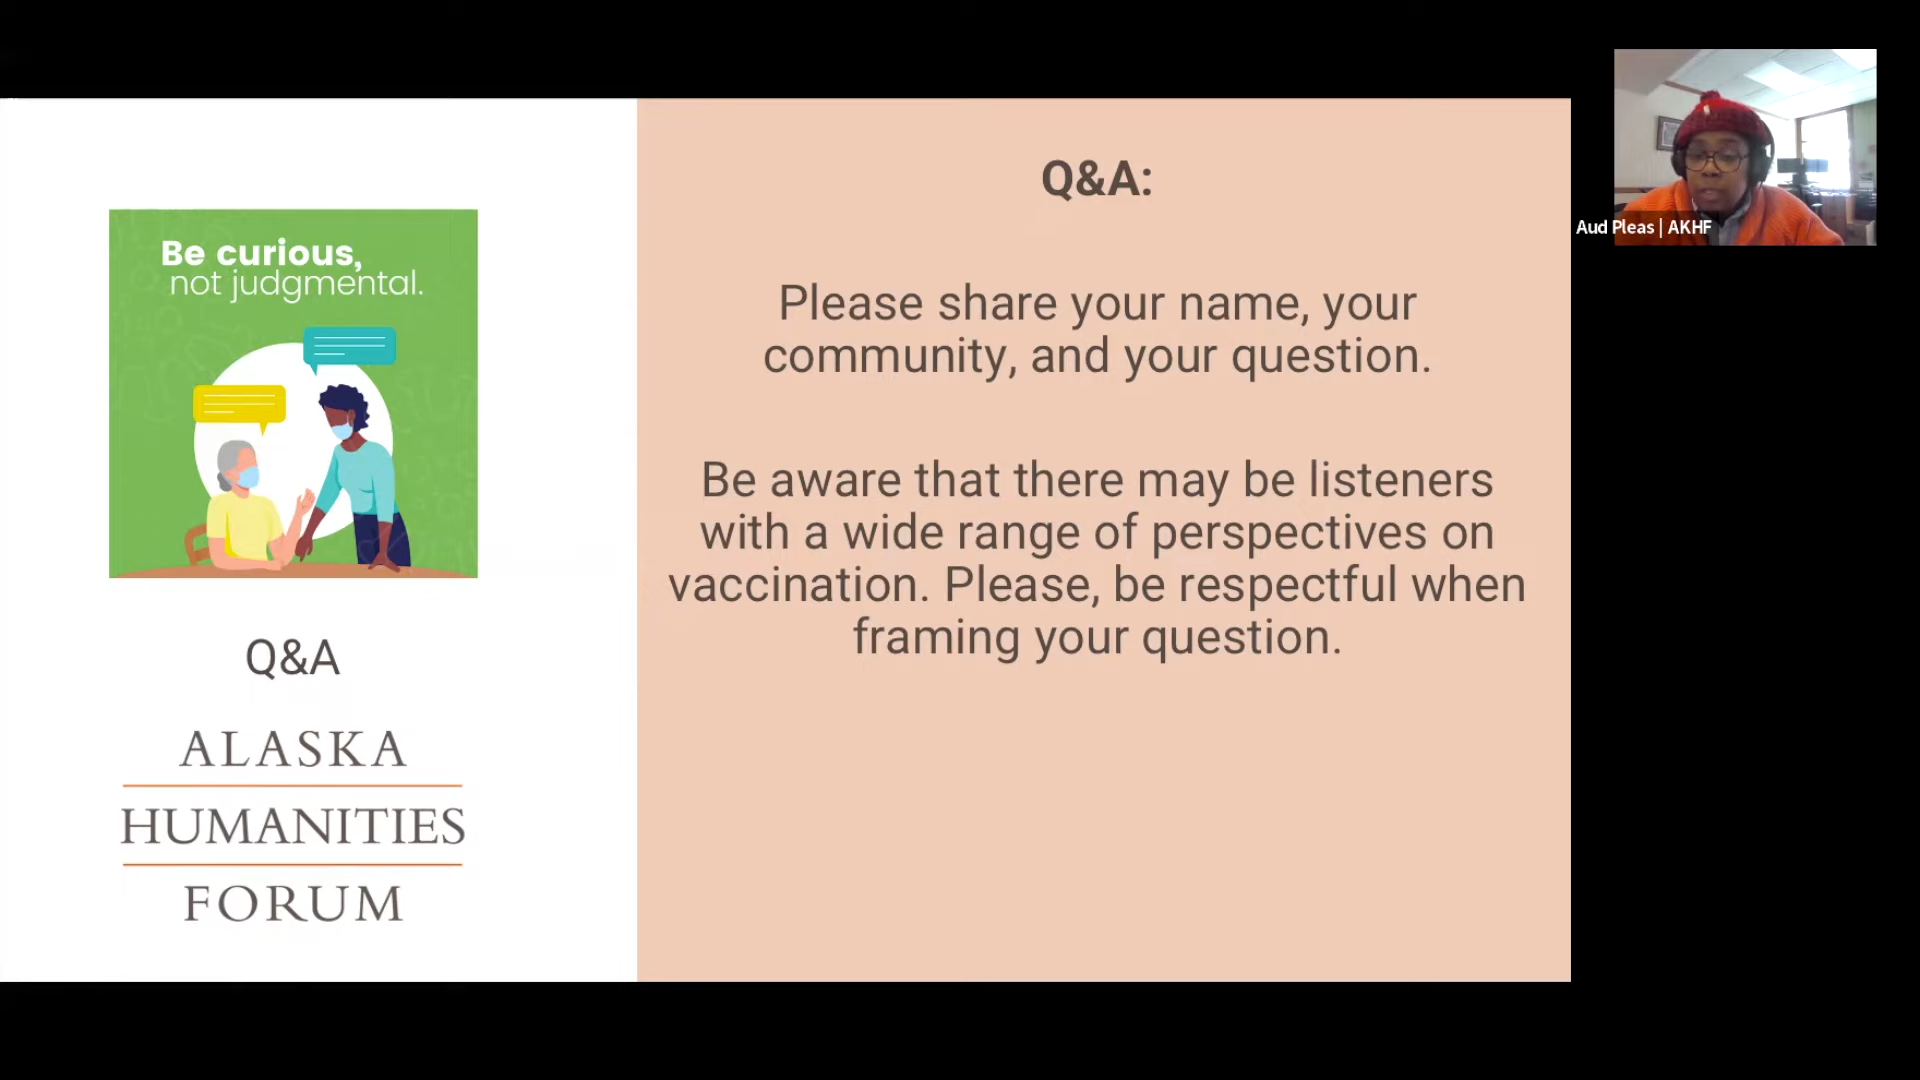 Be curious,
not judgmental.
Q&A
ALASKA
HUMANITIES
FORUM
Q&A:
Please share your name, your
community, and your question.
Be aware that there may be listeners
with a wide range of perspectives on
vaccination. Please, be respectful when
framing your question.
Aud Pleas | AKHF